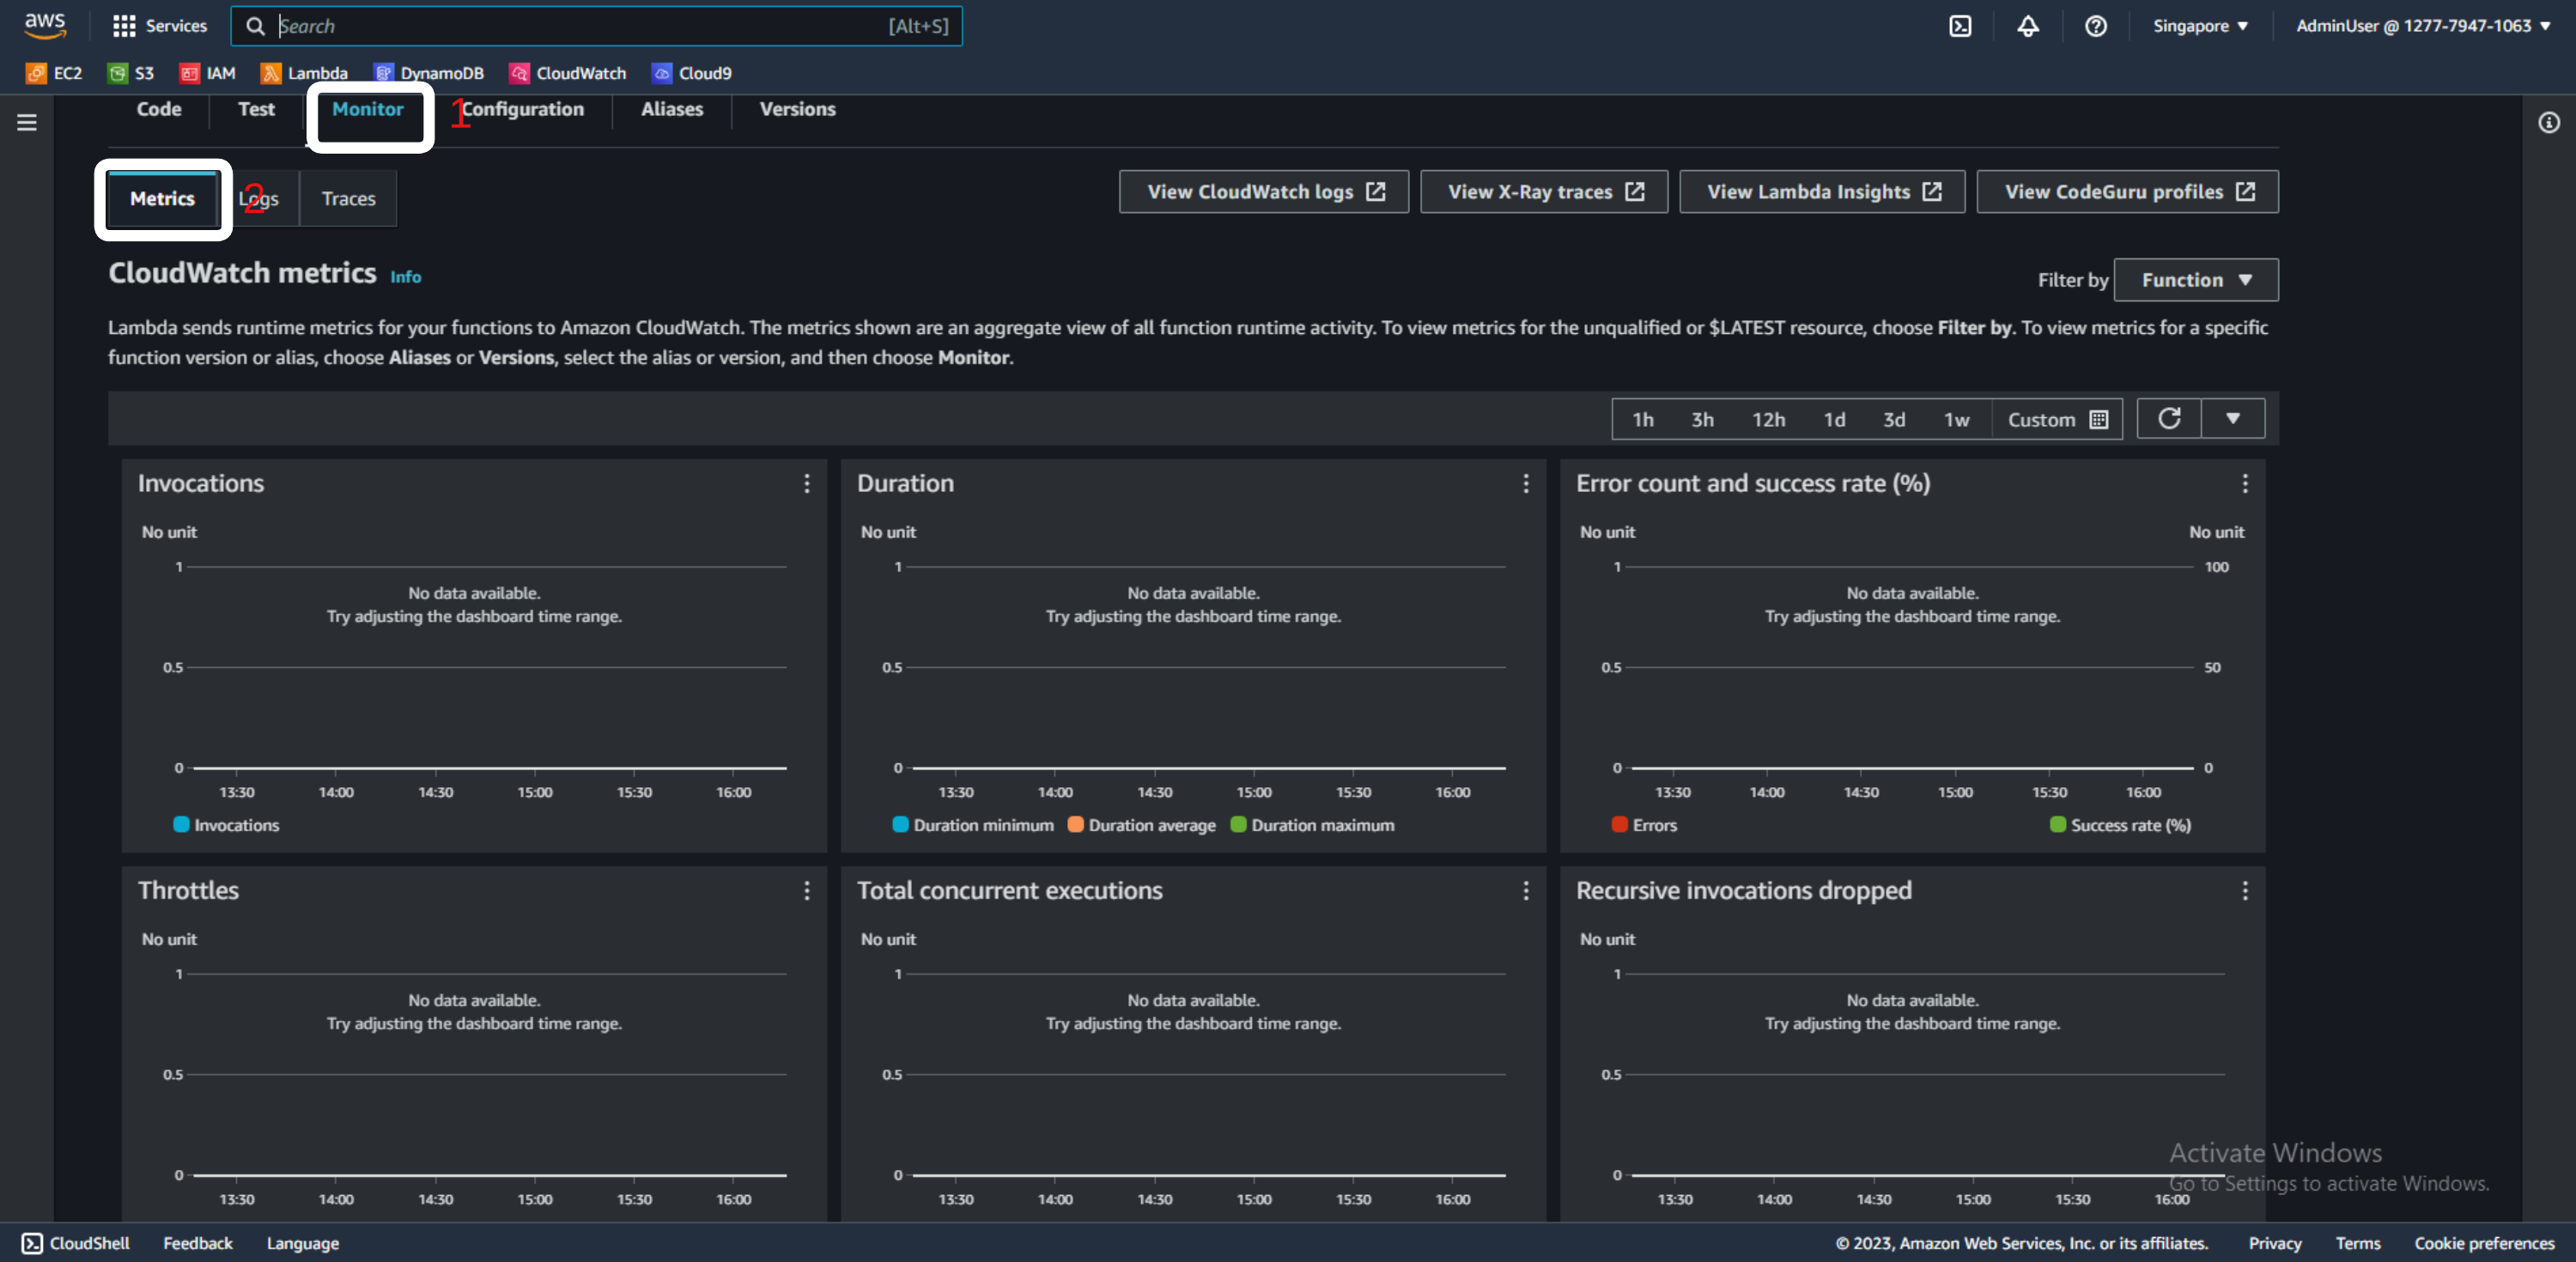 aws Services Search [Alt+S] Singapore ▼ AdminUser @ 1277-7947-1063 ▼
EC2 S3 IAM Lambda DynamoDB CloudWatch Cloud9
Code Test Monitor 1 Configuration Aliases Versions
Metrics 2 Logs Traces View CloudWatch logs View X-Ray traces View Lambda Insights View CodeGuru profiles
CloudWatch metrics Info Filter by Function ▼
Lambda sends runtime metrics for your functions to Amazon CloudWatch. The metrics shown are an aggregate view of all function runtime activity. To view metrics for the unqualified or $LATEST resource, choose Filter by. To view metrics for a specific
function version or alias, choose Aliases or Versions, select the alias or version, and then choose Monitor.
1h 3h 12h 1d 3d 1w Custom
Invocations
No unit
1
No data available.
Try adjusting the dashboard time range.
0.5
0
13:30 14:00 14:30 15:00 15:30 16:00
Invocations
Duration
No unit
1
No data available.
Try adjusting the dashboard time range.
0.5
0
13:30 14:00 14:30 15:00 15:30 16:00
Duration minimum Duration average Duration maximum
Error count and success rate (%)
No unit No unit
1 100
No data available.
Try adjusting the dashboard time range.
0.5 50
0 0
13:30 14:00 14:30 15:00 15:30 16:00
Errors Success rate (%)
Throttles
No unit
1
No data available.
Try adjusting the dashboard time range.
0.5
0
13:30 14:00 14:30 15:00 15:30 16:00
Total concurrent executions
No unit
1
No data available.
Try adjusting the dashboard time range.
0.5
0
13:30 14:00 14:30 15:00 15:30 16:00
Recursive invocations dropped
No unit
1
No data available.
Try adjusting the dashboard time range.
0.5
0
13:30 14:00 14:30 15:00 15:30 16:00
Activate Windows
Go to Settings to activate Windows.
CloudShell Feedback Language © 2023, Amazon Web Services, Inc. or its affiliates. Privacy Terms Cookie preferences